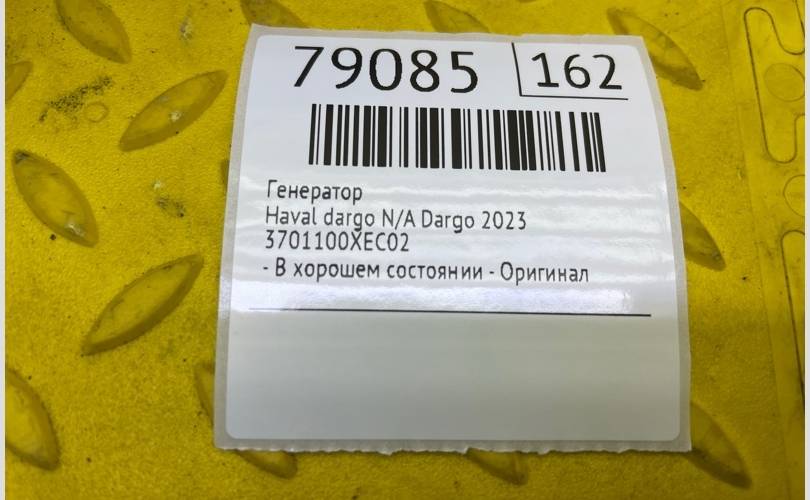 79085 162
Генератор
Haval dargo N/A Dargo 2023
3701100XEC02
- В хорошем состоянии - Оригинал